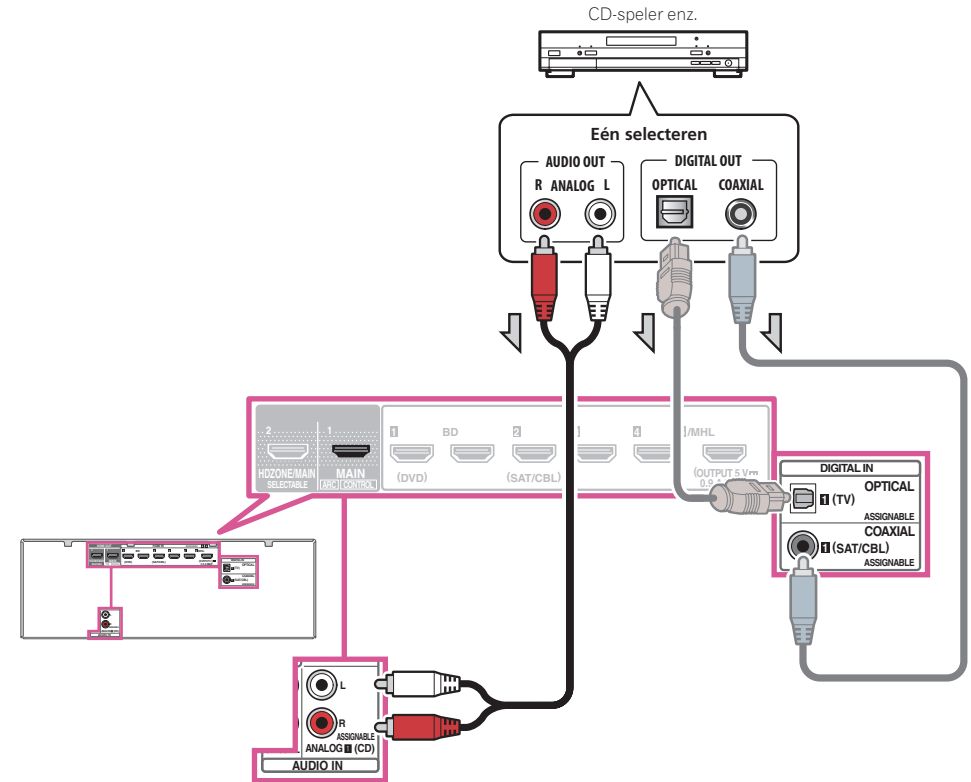 CD-speler enz.
Eén selecteren
AUDIO OUT
DIGITAL OUT
R ANALOG L
OPTICAL
COAXIAL
2
1
HDZONE/MAIN
SELECTABLE
MAIN
ARC CONTROL
1
BD
2
4
/MHL
(DVD)
(SAT/CBL)
(OUTPUT 5 V
0.9 A
DIGITAL IN
OPTICAL
1 (TV)
ASSIGNABLE
COAXIAL
1 (SAT/CBL)
ASSIGNABLE
L
R
ASSIGNABLE
ANALOG 1 (CD)
AUDIO IN